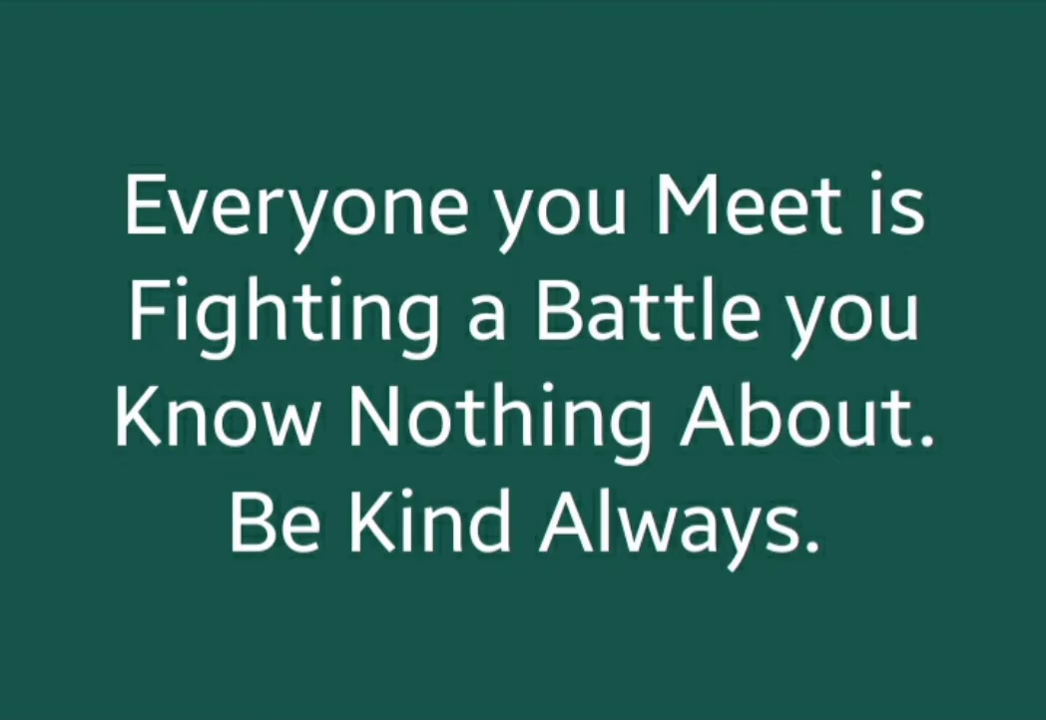 Everyone you Meet is
Fighting a Battle you
Know Nothing About.
Be Kind Always.